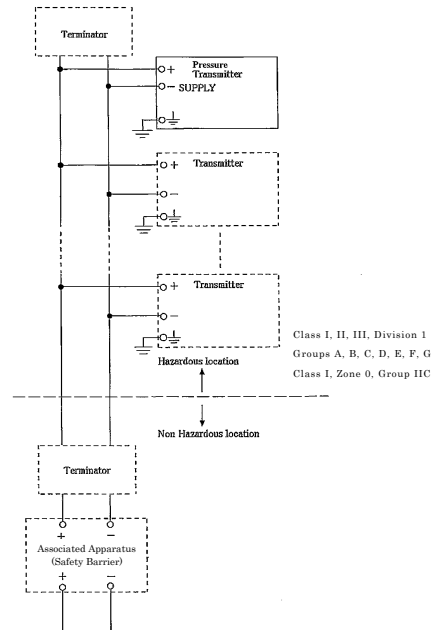 Terminator
+ Pressure
Transmitter
− SUPPLY
+ Transmitter
−
+ Transmitter
−
Class I, II, III, Division 1
Groups A, B, C, D, E, F, G
Hazardous location
Class I, Zone 0, Group IIC
Non Hazardous location
Terminator
+ −
Associated Apparatus
(Safety Barrier)
+ −